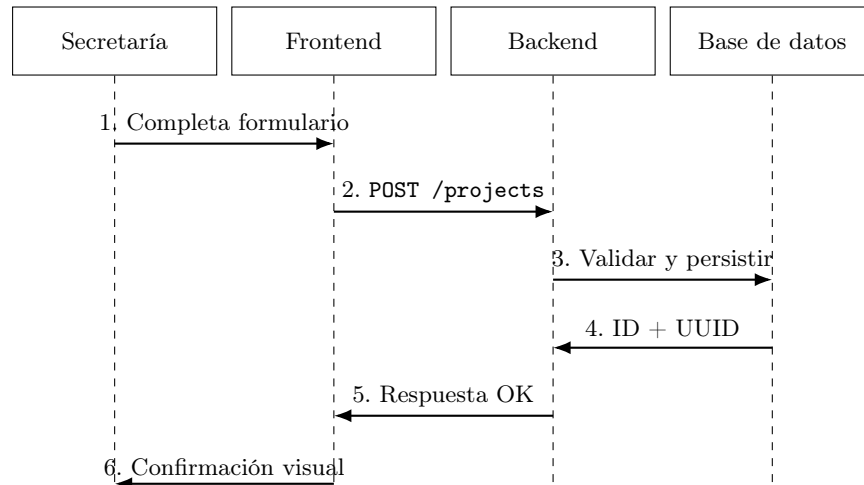 Secretaría
Frontend
Backend
Base de datos
1. Completa formulario
2. POST /projects
3. Validar y persistir
4. ID + UUID
5. Respuesta OK
6. Confirmación visual